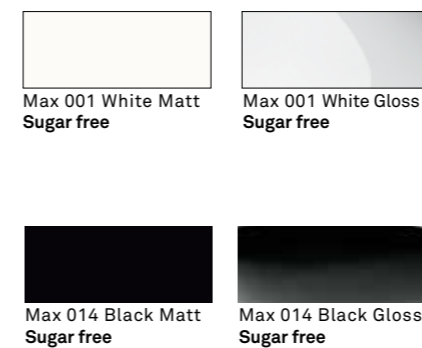 Max 001 White Matt
Sugar free
Max 001 White Gloss
Sugar free
Max 014 Black Matt
Sugar free
Max 014 Black Gloss
Sugar free